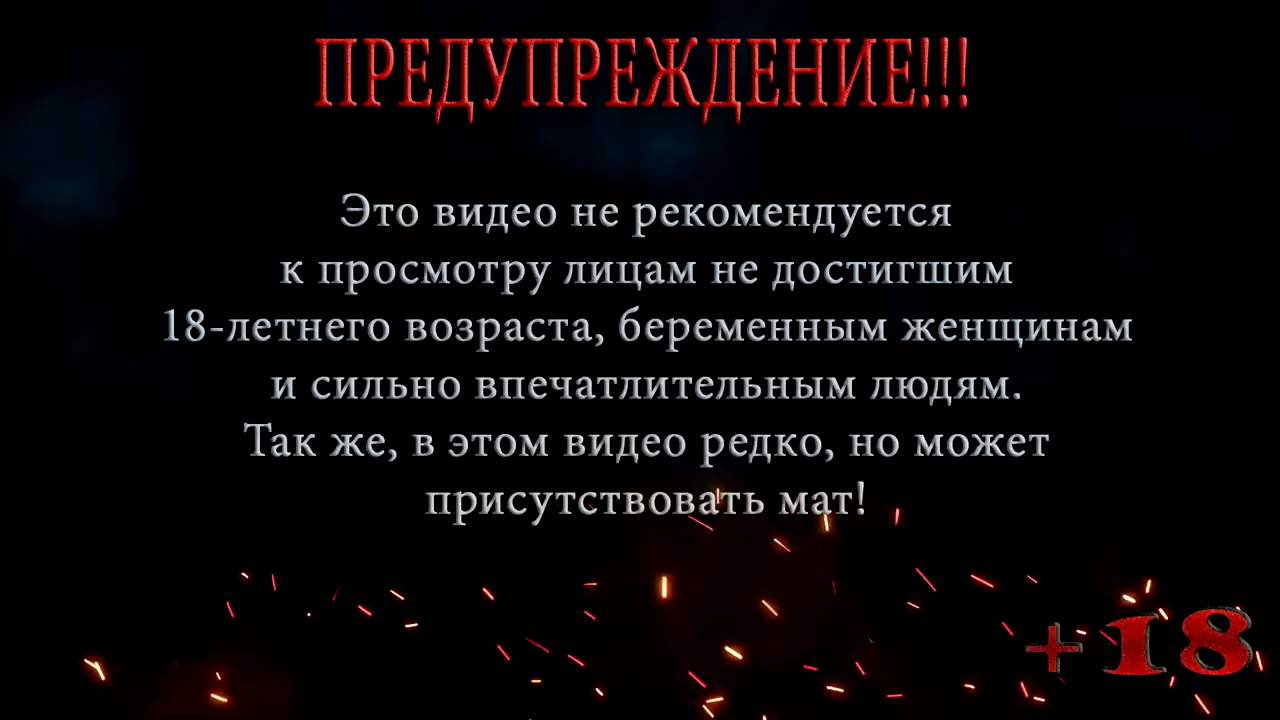 ПРЕДУПРЕЖДЕНИЕ!!!
Это видео не рекомендуется
к просмотру лицам не достигшим
18-летнего возраста, беременным женщинам
и сильно впечатлительным людям.
Так же, в этом видео редко, но может
присутствовать мат!
+18